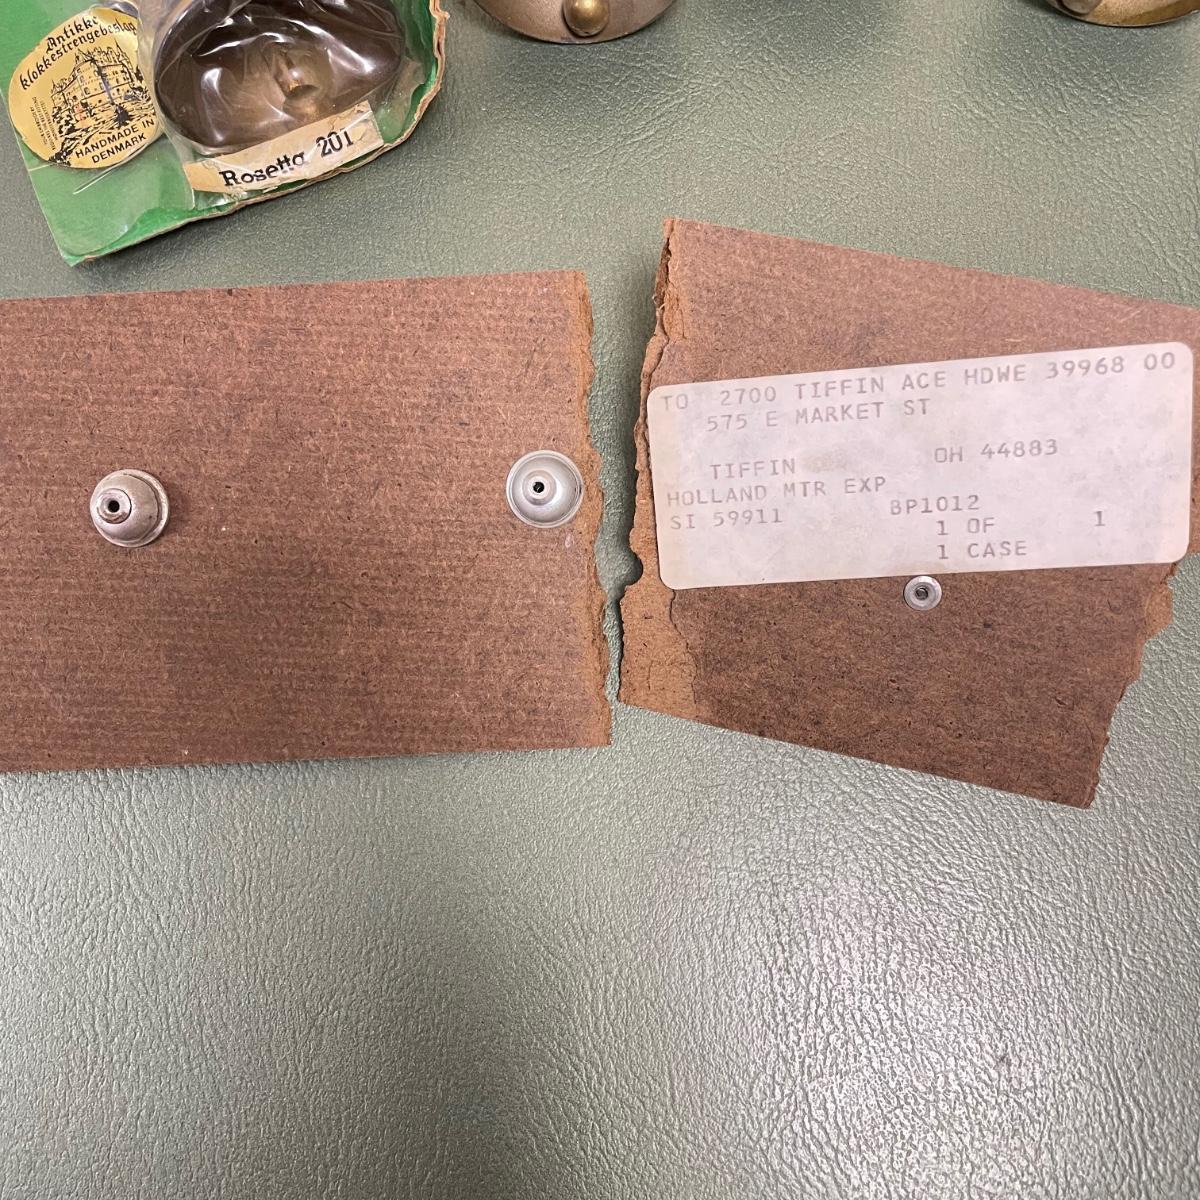 Antikke
klokkestrengebeslag
HANDMADE IN
DENMARK
Rosetta 201
TO 2700 TIFFIN ACE HDWE 39968 00
575 E MARKET ST
TIFFIN OH 44883
HOLLAND MTR EXP
SI 59911 BP1012
1 OF 1
1 CASE